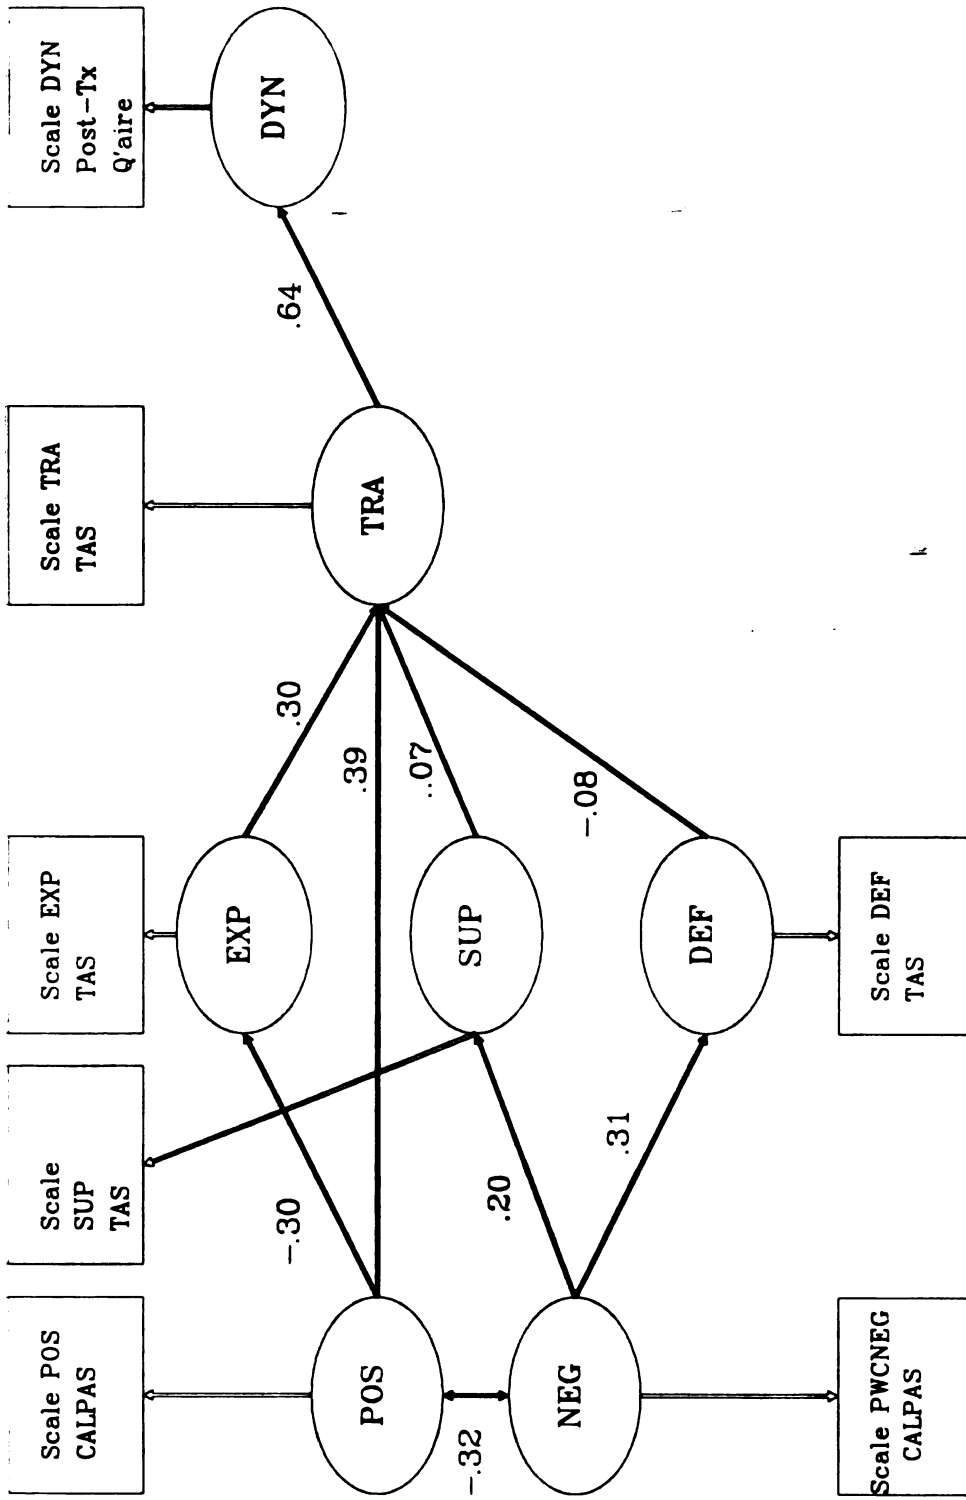 Scale POS
CALPAS
Scale
SUP
TAS
Scale EXP
TAS
Scale TRA
TAS
Scale DYN
Post-Tx
Q'aire
EXP
DYN
-.30
.30
.64
.39
POS
TRA
..07
-.32
SUP
.20
NEG
-.08
.31
DEF
Scale PWCNEG
CALPAS
Scale DEF
TAS